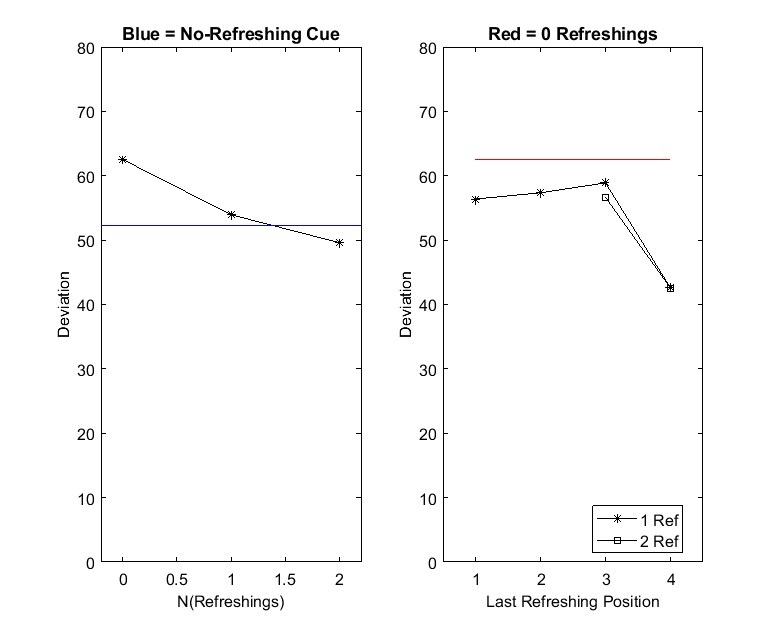 Blue = No-Refreshing Cue
80
70
60
50
40
30
20
10
0
Deviation
0 0.5 1 1.5 2
N(Refreshings)
Red = 0 Refreshings
80
70
60
50
40
30
20
10
0
Deviation
1 2 3 4
Last Refreshing Position
1 Ref
2 Ref